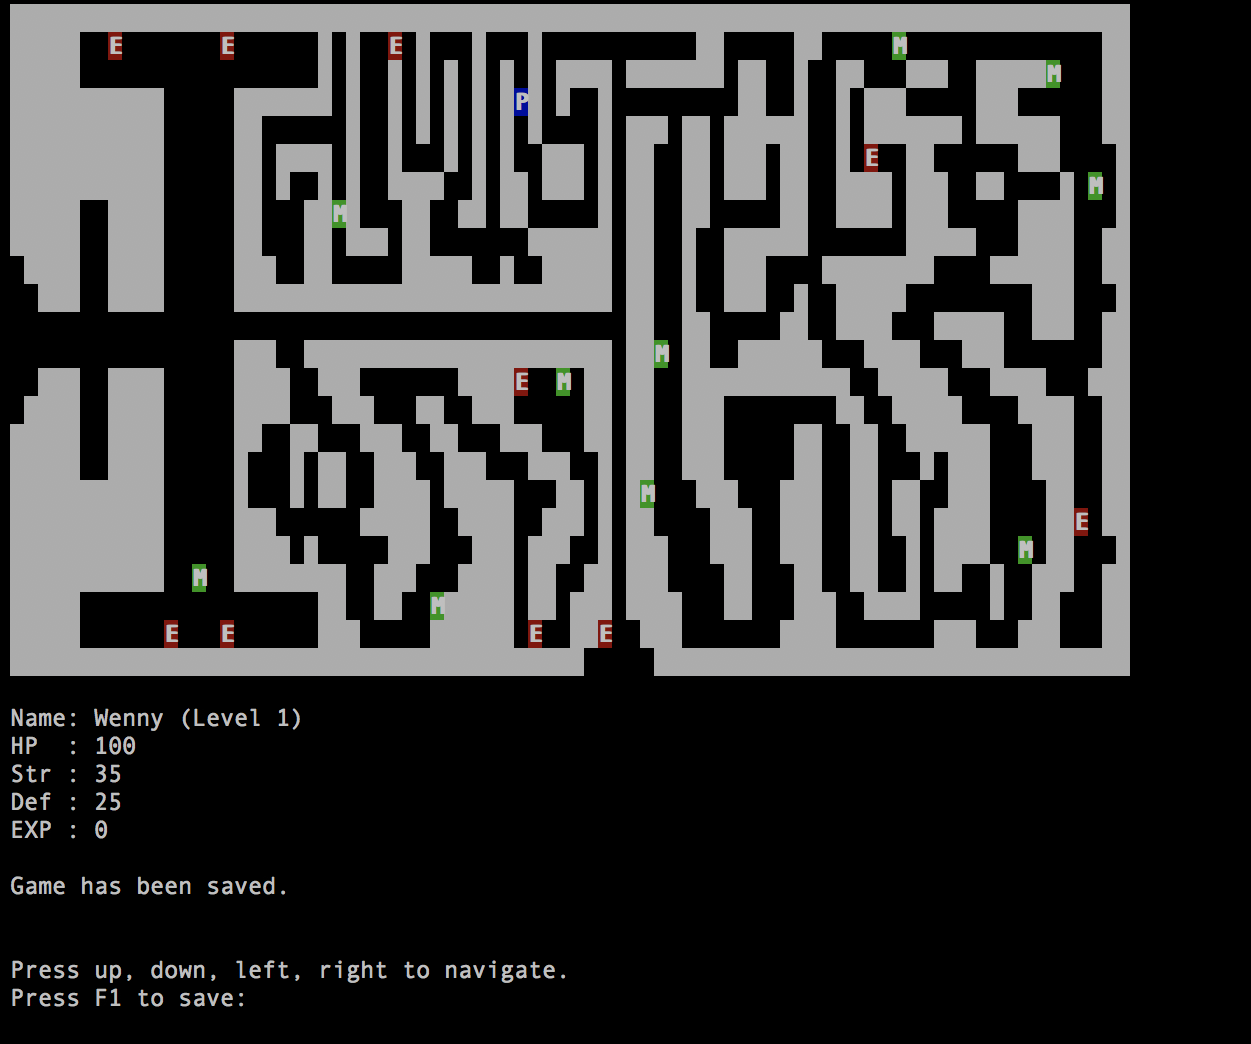 E E E M
M
P
E
M
M
M
E M
M
E
M
M
M
E E E E
Name: Wenny (Level 1)
HP  : 100
Str : 35
Def : 25
EXP : 0
Game has been saved.
Press up, down, left, right to navigate.
Press F1 to save: